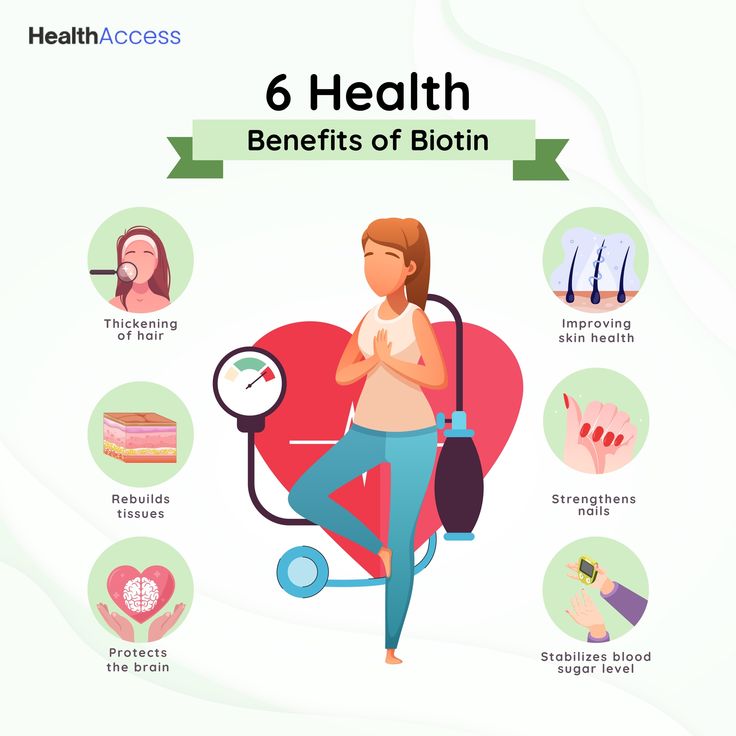 HealthAccess
6 Health
Benefits of Biotin
Thickening
of hair
Improving
skin health
Rebuilds
tissues
Strengthens
nails
Protects
the brain
Stabilizes blood
sugar level